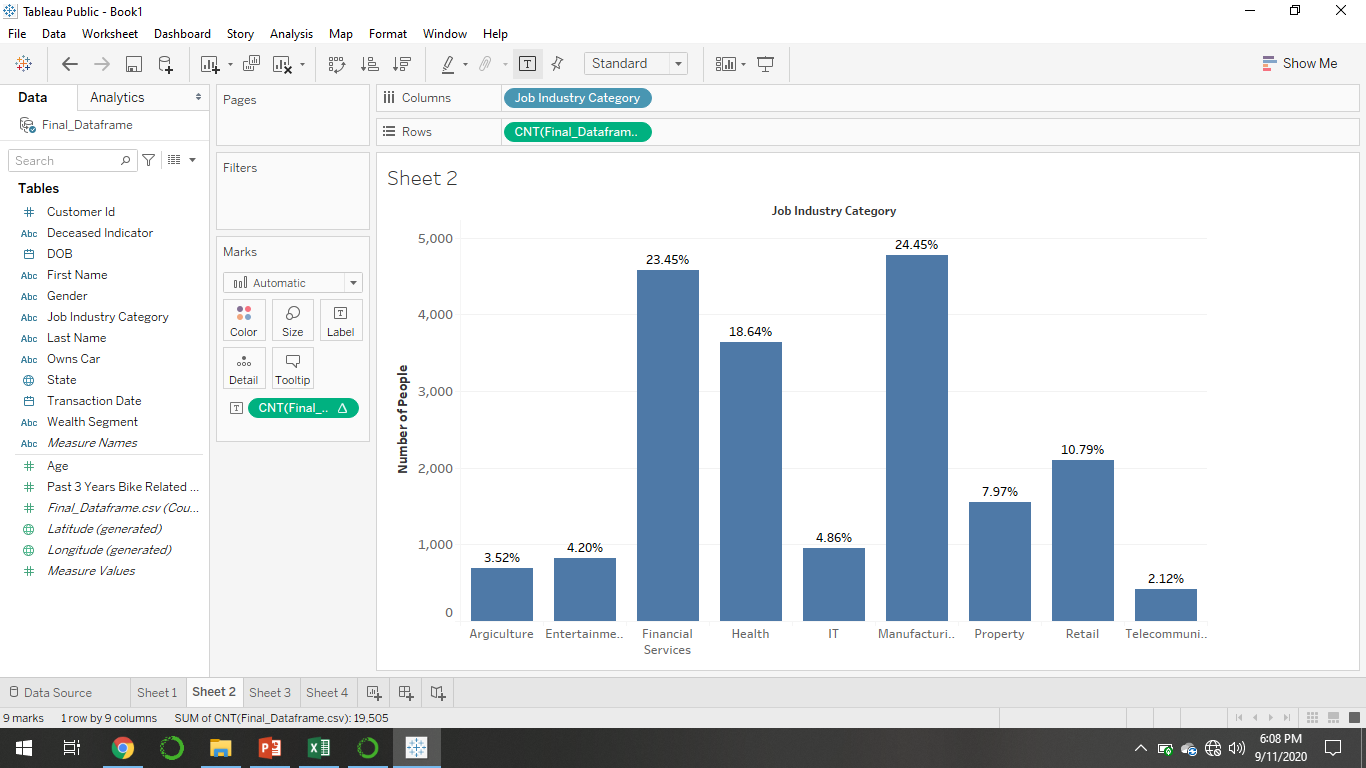 Tableau Public - Book1
File Data Worksheet Dashboard Story Analysis Map Format Window Help
Standard
Show Me
Data Analytics
Pages
Columns Job Industry Category
Final_Dataframe
Rows CNT(Final_Datafram..
Search
Filters
Tables
Customer Id
Abc Deceased Indicator
DOB
Abc First Name
Abc Gender
Abc Job Industry Category
Abc Last Name
Abc Owns Car
State
Transaction Date
Abc Wealth Segment
Abc Measure Names
Age
Past 3 Years Bike Related ...
Final_Dataframe.csv (Cou...
Latitude (generated)
Longitude (generated)
Measure Values
Marks
Automatic
Color Size Label
Detail Tooltip
CNT(Final_.. Δ
Sheet 2
Job Industry Category
Number of People
5,000
4,000
3,000
2,000
1,000
0
3.52% 4.20% 23.45% 18.64% 4.86% 24.45% 7.97% 10.79% 2.12%
Argiculture Entertainme.. Financial Health IT Manufacturi.. Property Retail Telecommuni..
Services
Data Source Sheet 1 Sheet 2 Sheet 3 Sheet 4
9 marks 1 row by 9 columns SUM of CNT(Final_Dataframe.csv): 19,505
6:08 PM
9/11/2020